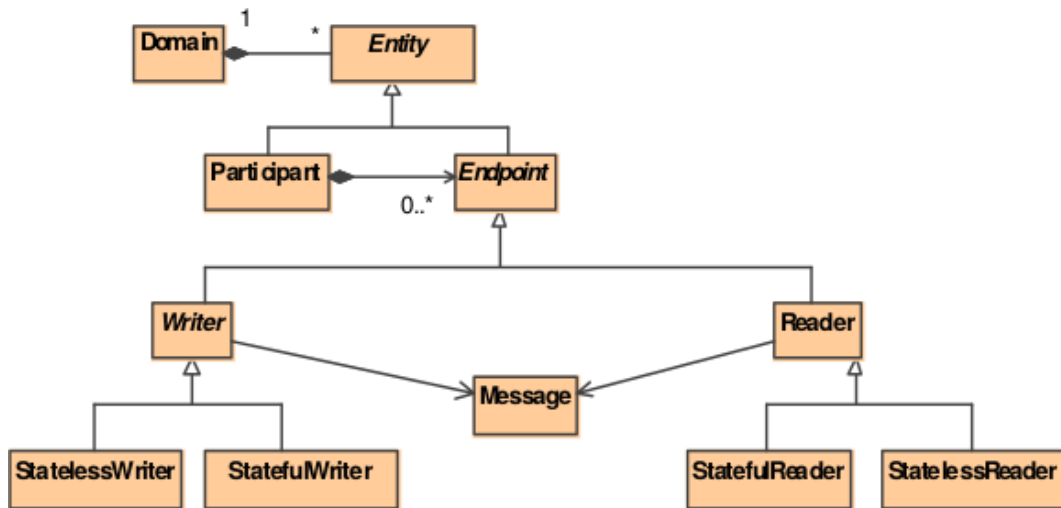 1
Domain
*
Entity
Participant
Endpoint
0..*
Writer
Reader
Message
StatelessWriter
StatefulWriter
StatefulReader
StatelessReader